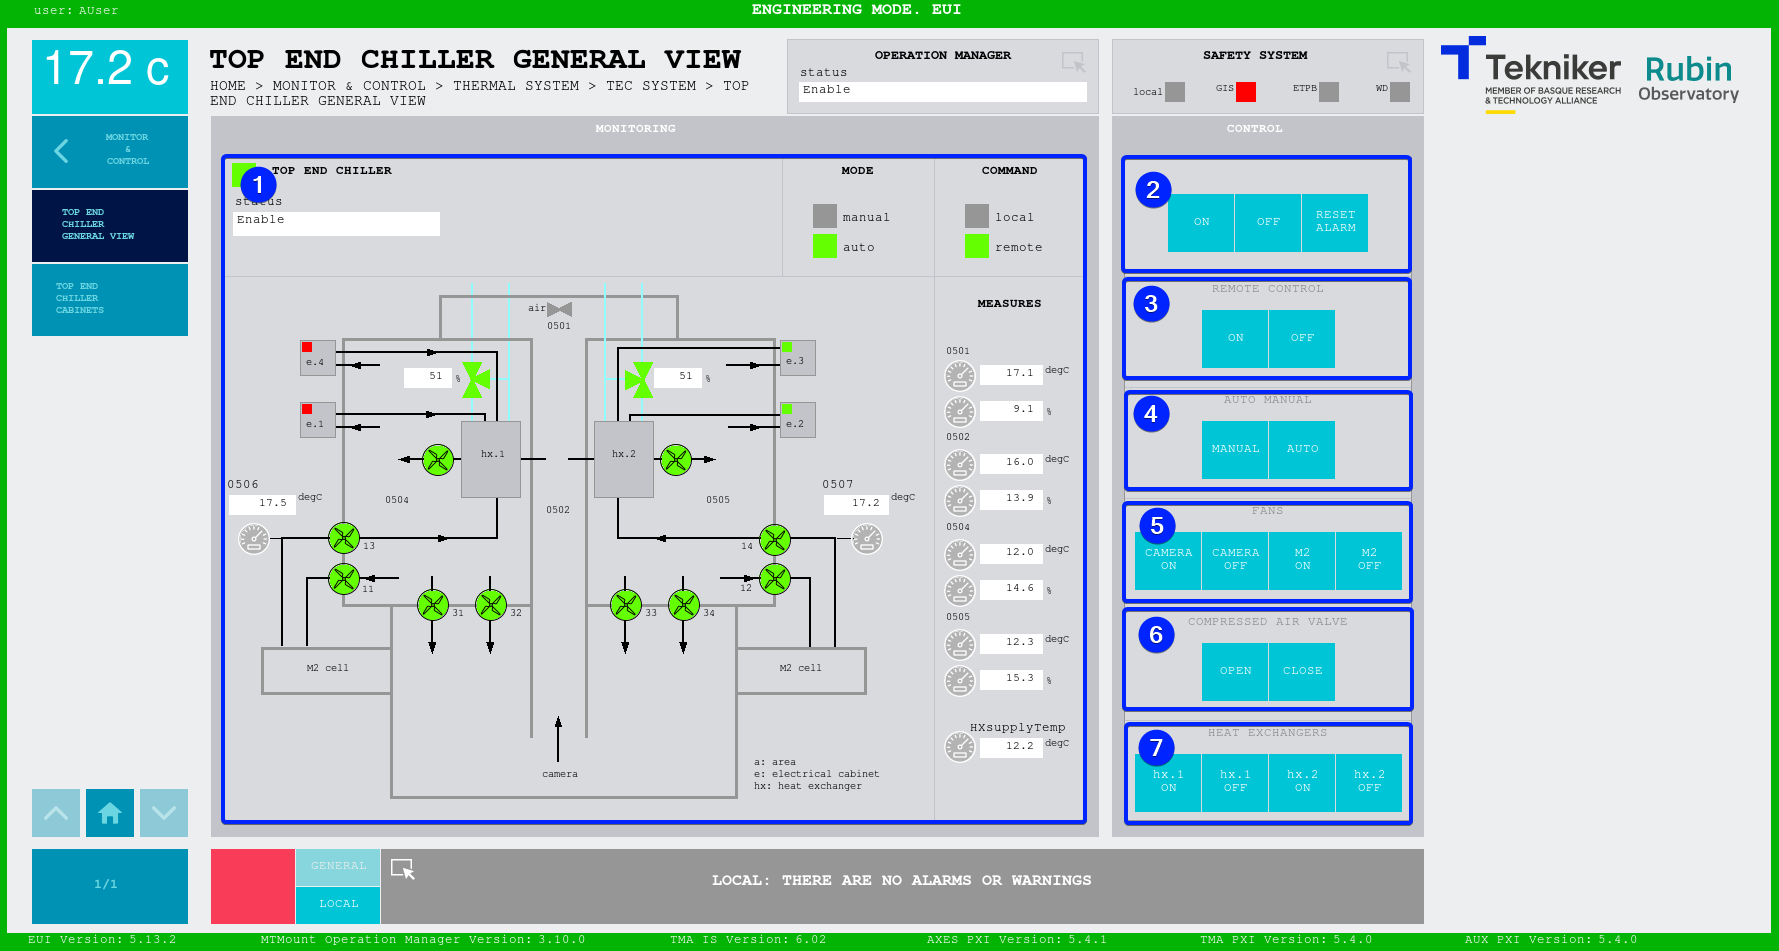 user: AUser
ENGINEERING MODE. EUI
17.2 c
MONITOR
&
CONTROL
TOP END
CHILLER
GENERAL VIEW
TOP END
CHILLER
CABINETS
1/1
TOP END CHILLER GENERAL VIEW
HOME > MONITOR & CONTROL > THERMAL SYSTEM > TEC SYSTEM > TOP
END CHILLER GENERAL VIEW
OPERATION MANAGER
status
Enable
SAFETY SYSTEM
local
GIS
ETPB
WD
Tekniker
MEMBER OF BASQUE RESEARCH
& TECHNOLOGY ALLIANCE
Rubin
Observatory
MONITORING
1
TOP END CHILLER
status
Enable
MODE
manual
auto
COMMAND
local
remote
air
0501
e.4
51 %
51 %
e.3
e.1
e.2
hx.1
hx.2
0506
17.5 degC
0504
0502
0505
0507
17.2 degC
13
14
11
12
31
32
33
34
M2 cell
M2 cell
camera
a: area
e: electrical cabinet
hx: heat exchanger
MEASURES
0501
17.1 degC
9.1 %
0502
16.0 degC
13.9 %
0504
12.0 degC
14.6 %
0505
12.3 degC
15.3 %
HXsupplyTemp
12.2 degC
CONTROL
2
ON
OFF
RESET
ALARM
3
REMOTE CONTROL
ON
OFF
4
AUTO MANUAL
MANUAL
AUTO
5
FANS
CAMERA
ON
CAMERA
OFF
M2
ON
M2
OFF
6
COMPRESSED AIR VALVE
OPEN
CLOSE
7
HEAT EXCHANGERS
hx.1
ON
hx.1
OFF
hx.2
ON
hx.2
OFF
GENERAL
LOCAL
LOCAL: THERE ARE NO ALARMS OR WARNINGS
EUI Version: 5.13.2
MTMount Operation Manager Version: 3.10.0
TMA IS Version: 6.02
AXES PXI Version: 5.4.1
TMA PXI Version: 5.4.0
AUX PXI Version: 5.4.0